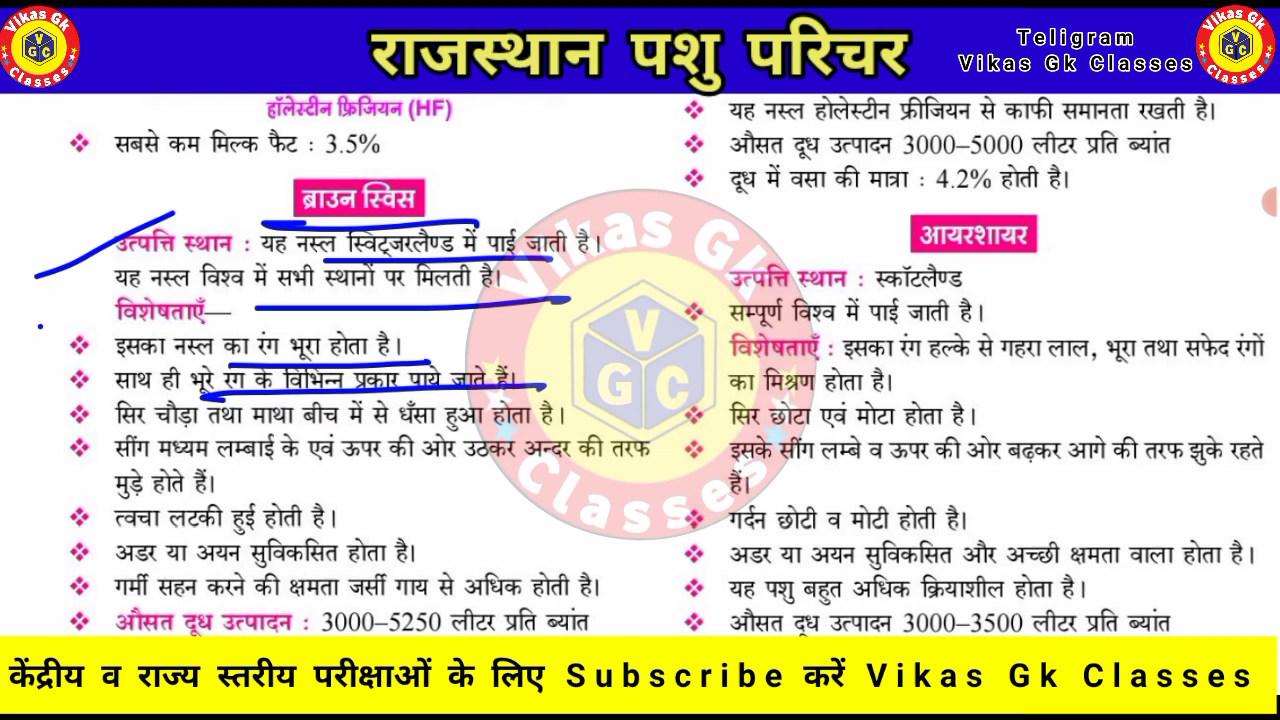 Vikas Gk
V
G C
Classes
राजस्थान पशु परिचर
Teligram
Vikas Gk Classes
Vikas Gk
V
G C
Classes
हॉलेस्टीन फ्रिजियन (HF)
सबसे कम मिल्क फैट : 3.5%
ब्राउन स्विस
उत्पत्ति स्थान : यह नस्ल स्विट्जरलैण्ड में पाई जाती है।
यह नस्ल विश्व में सभी स्थानों पर मिलती है।
विशेषताएँ—
इसका नस्ल का रंग भूरा होता है।
साथ ही भूरे रंग के विभिन्न प्रकार पाये जाते हैं।
सिर चौड़ा तथा माथा बीच में से धँसा हुआ होता है।
सींग मध्यम लम्बाई के एवं ऊपर की ओर उठकर अन्दर की तरफ
मुड़े होते हैं।
त्वचा लटकी हुई होती है।
अडर या अयन सुविकसित होता है।
गर्मी सहन करने की क्षमता जर्सी गाय से अधिक होती है।
औसत दूध उत्पादन : 3000–5250 लीटर प्रति ब्यांत
यह नस्ल होलेस्टीन फ्रीजियन से काफी समानता रखती है।
औसत दूध उत्पादन 3000–5000 लीटर प्रति ब्यांत
दूध में वसा की मात्रा : 4.2% होती है।
आयरशायर
उत्पत्ति स्थान : स्कॉटलैण्ड
सम्पूर्ण विश्व में पाई जाती है।
विशेषताएँ : इसका रंग हल्के से गहरा लाल, भूरा तथा सफेद रंगों
का मिश्रण होता है।
सिर छोटा एवं मोटा होता है।
इसके सींग लम्बे व ऊपर की ओर बढ़कर आगे की तरफ झुके रहते
हैं।
गर्दन छोटी व मोटी होती है।
अडर या अयन सुविकसित और अच्छी क्षमता वाला होता है।
यह पशु बहुत अधिक क्रियाशील होता है।
औसत दूध उत्पादन 3000–3500 लीटर प्रति ब्यांत
Vikas Gk
V
G C
Classes
केंद्रीय व राज्य स्तरीय परीक्षाओं के लिए Subscribe करें Vikas Gk Classes